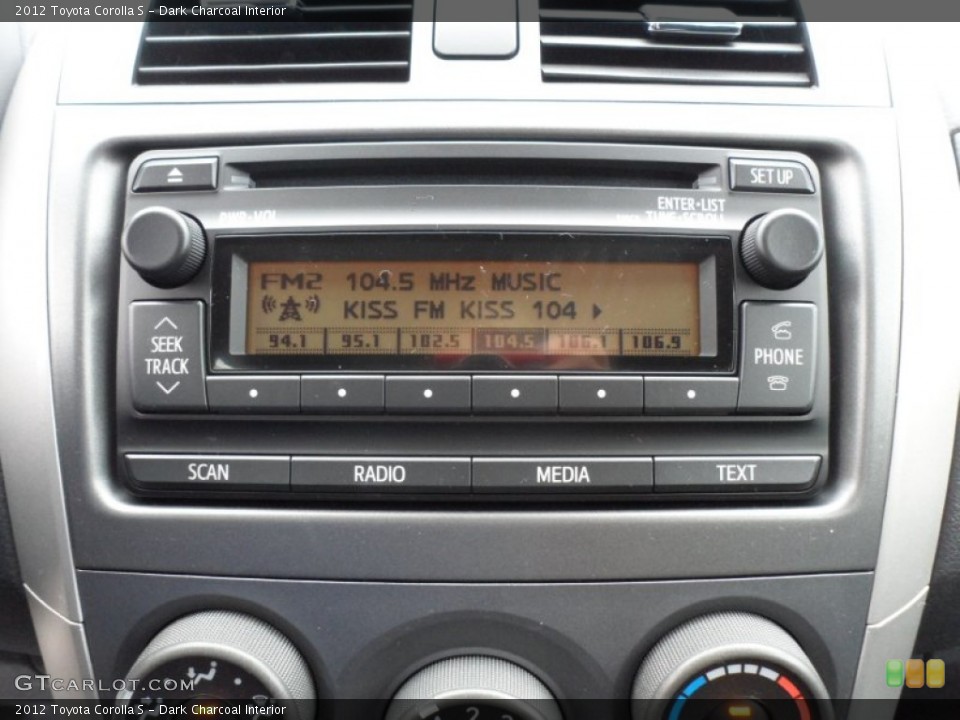 2012 Toyota Corolla S – Dark Charcoal Interior
SET UP
PWR•VOL
ENTER•LIST
TUNE•SCROLL
FM2 104.5 MHz MUSIC
KISS FM KISS 104
94.1 95.1 102.5 104.5 106.1 106.9
SEEK
TRACK
PHONE
SCAN RADIO MEDIA TEXT
2
GTCARLOT.COM
2012 Toyota Corolla S – Dark Charcoal Interior